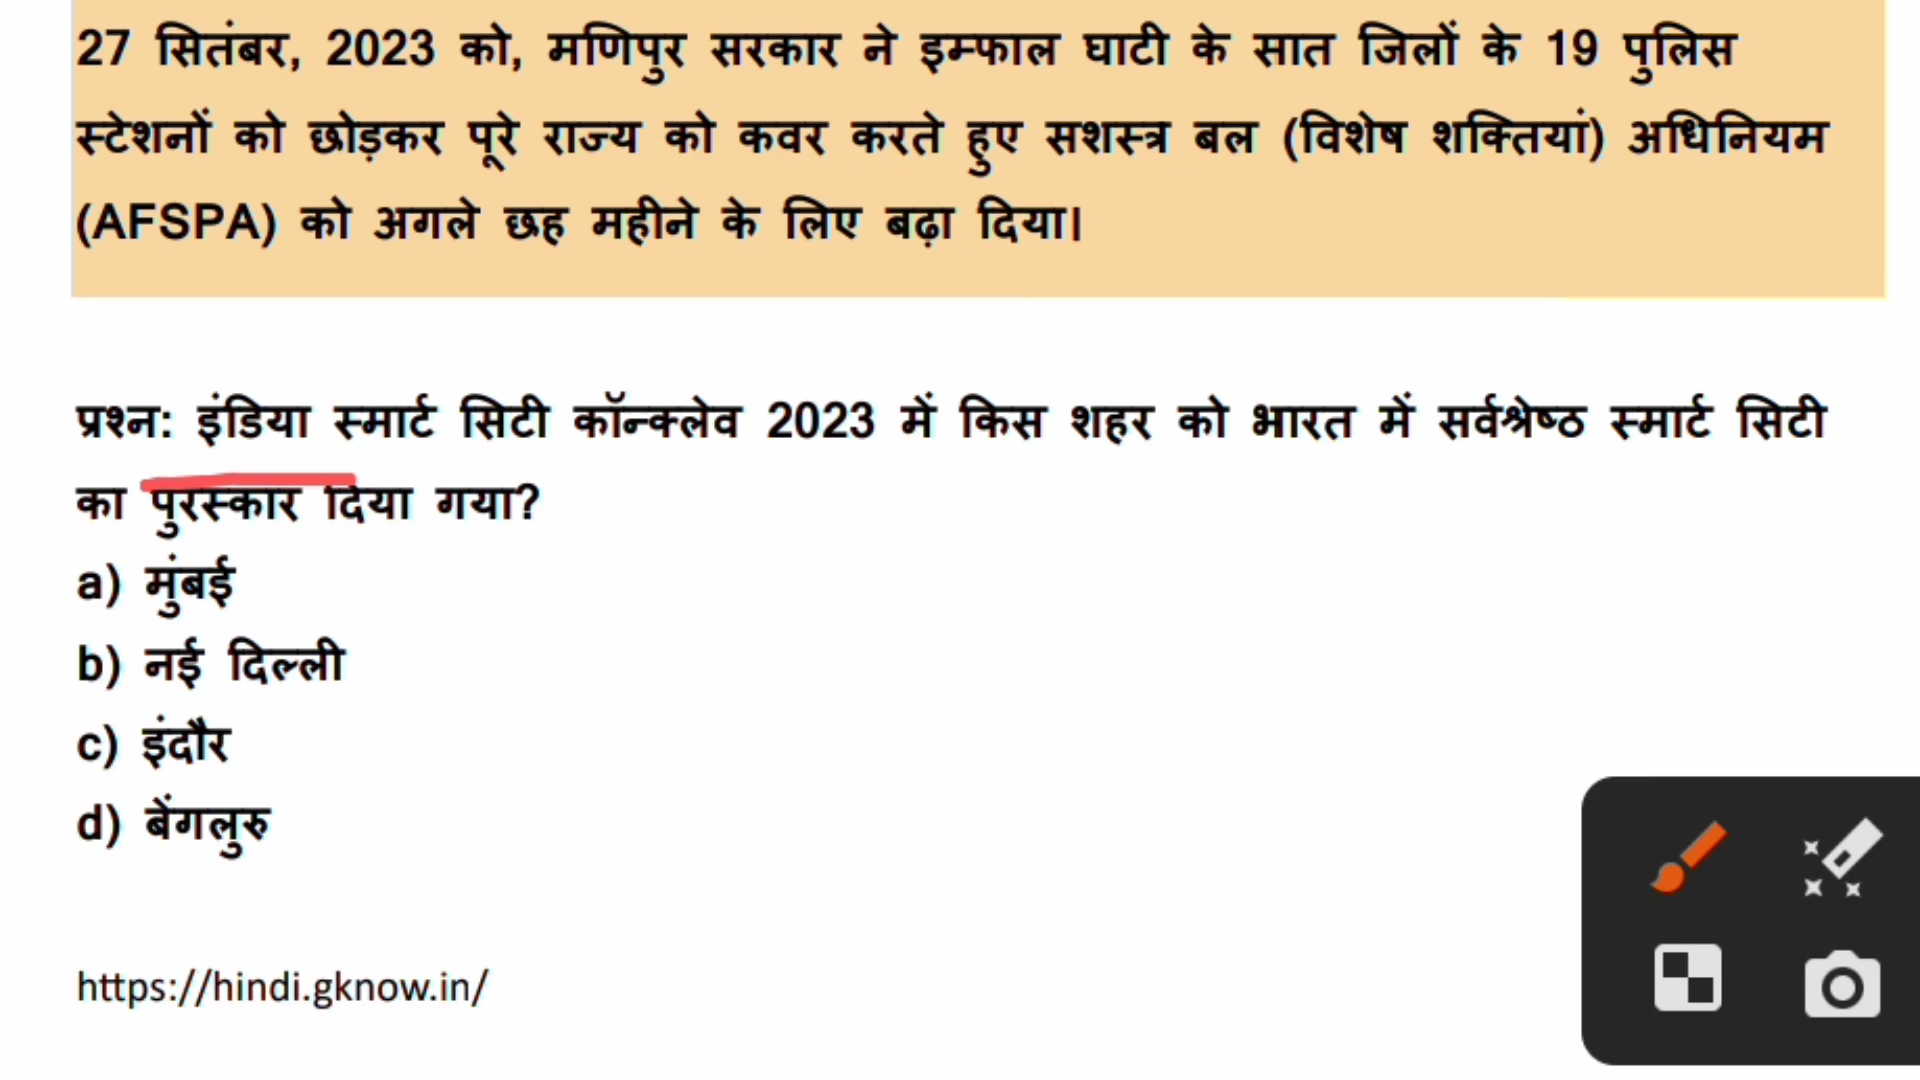 27 सितंबर, 2023 को, मणिपुर सरकार ने इम्फाल घाटी के सात जिलों के 19 पुलिस
स्टेशनों को छोड़कर पूरे राज्य को कवर करते हुए सशस्त्र बल (विशेष शक्तियां) अधिनियम
(AFSPA) को अगले छह महीने के लिए बढ़ा दिया।
प्रश्न: इंडिया स्मार्ट सिटी कॉन्क्लेव 2023 में किस शहर को भारत में सर्वश्रेष्ठ स्मार्ट सिटी
का पुरस्कार दिया गया?
a) मुंबई
b) नई दिल्ली
c) इंदौर
d) बेंगलुरु
https://hindi.gknow.in/